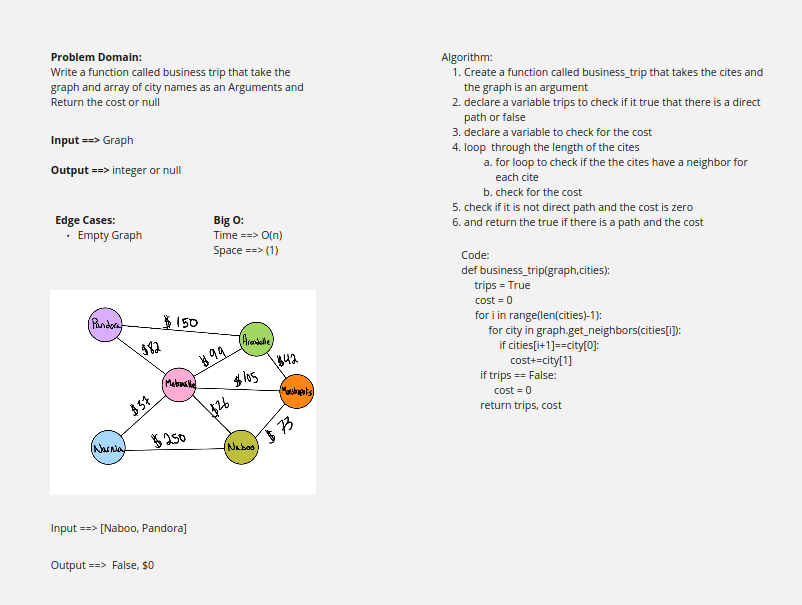 Problem Domain:
Write a function called business trip that take the
graph and array of city names as an Arguments and
Return the cost or null
Input ==> Graph
Output ==> integer or null
Edge Cases:
• Empty Graph
Big O:
Time ==> O(n)
Space ==> (1)
Pandora
$150
Arendelle
$82
$99
$42
Metroville
$105
Monstropolis
$37
$26
$73
Narnia
$250
Naboo
Input ==> [Naboo, Pandora]
Output ==> False, $0
Algorithm:
1. Create a function called business_trip that takes the cites and
the graph is an argument
2. declare a variable trips to check if it true that there is a direct
path or false
3. declare a variable to check for the cost
4. loop through the length of the cites
a. for loop to check if the the cites have a neighbor for
each cite
b. check for the cost
5. check if it is not direct path and the cost is zero
6. and return the true if there is a path and the cost
Code:
def business_trip(graph,cities):
trips = True
cost = 0
for i in range(len(cities)-1):
for city in graph.get_neighbors(cities[i]):
if cities[i+1]==city[0]:
cost+=city[1]
if trips == False:
cost = 0
return trips, cost